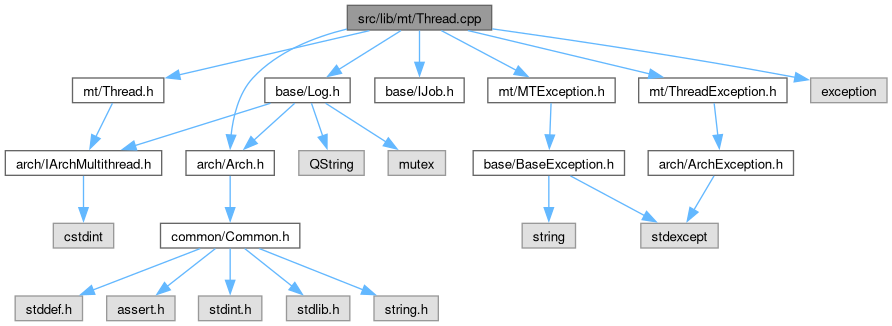 src/lib/mt/Thread.cpp
mt/Thread.h
base/Log.h
base/IJob.h
mt/MTException.h
mt/ThreadException.h
exception
arch/IArchMultithread.h
arch/Arch.h
QString
mutex
base/BaseException.h
arch/ArchException.h
cstdint
common/Common.h
string
stdexcept
stddef.h
assert.h
stdint.h
stdlib.h
string.h